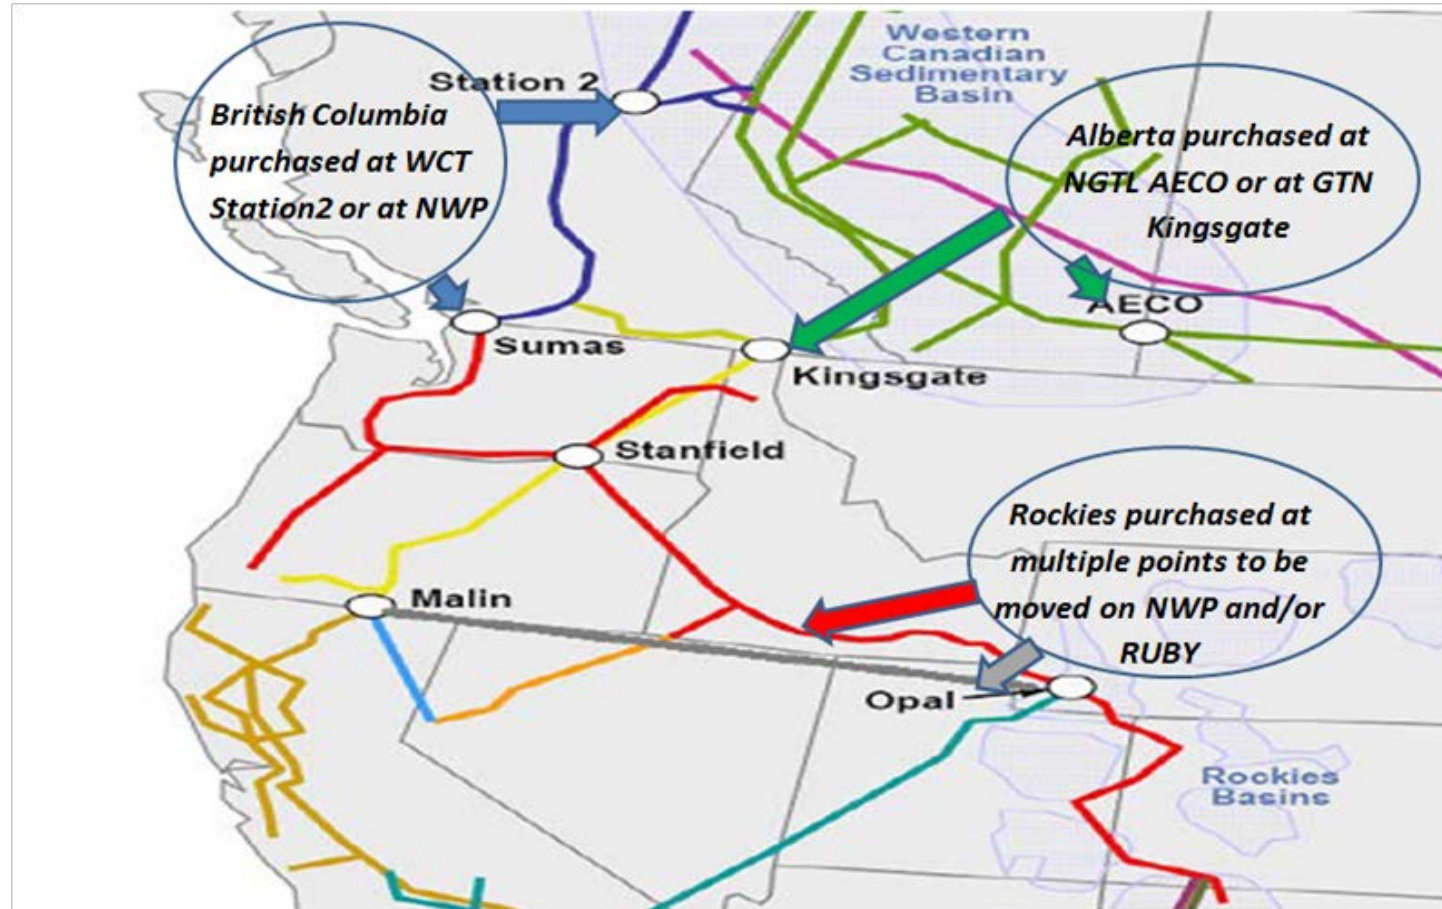 Western
Canadian
Sedimentary
Basin
Station 2
British Columbia
purchased at WCT
Station2 or at NWP
Alberta purchased at
NGTL AECO or at GTN
Kingsgate
AECO
Sumas
Kingsgate
Stanfield
Rockies purchased at
multiple points to be
moved on NWP and/or
RUBY
Malin
Opal
Rockies
Basins